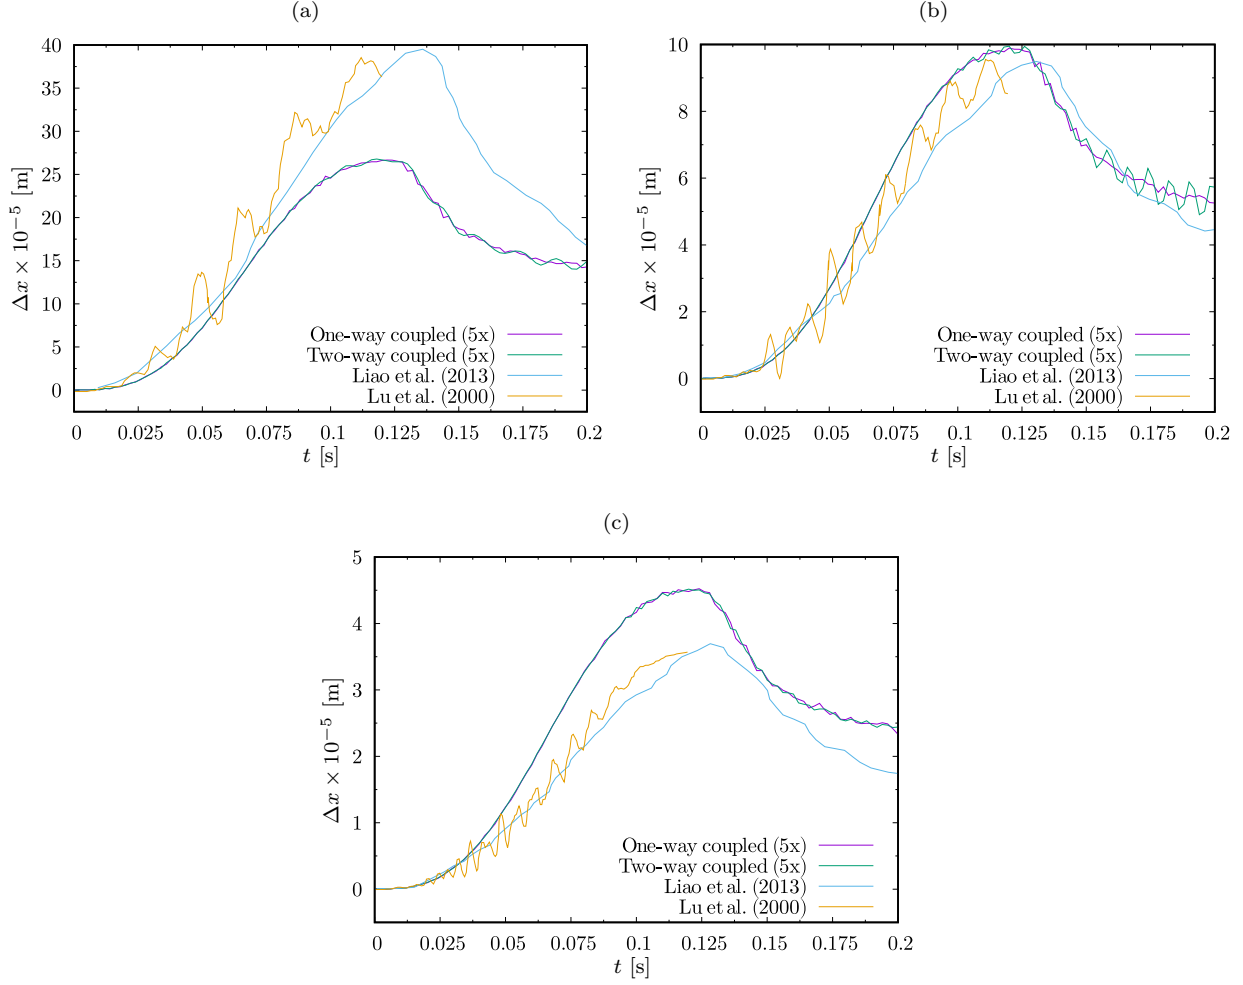 (a)
40
35
30
25
20
15
10
5
0
Δx × 10⁻⁵ [m]
One-way coupled (5x)
Two-way coupled (5x)
Liao et al. (2013)
Lu et al. (2000)
0 0.025 0.05 0.075 0.1 0.125 0.15 0.175 0.2
t [s]
(b)
10
8
6
4
2
0
Δx × 10⁻⁵ [m]
One-way coupled (5x)
Two-way coupled (5x)
Liao et al. (2013)
Lu et al. (2000)
0 0.025 0.05 0.075 0.1 0.125 0.15 0.175 0.2
t [s]
(c)
5
4
3
2
1
0
Δx × 10⁻⁵ [m]
One-way coupled (5x)
Two-way coupled (5x)
Liao et al. (2013)
Lu et al. (2000)
0 0.025 0.05 0.075 0.1 0.125 0.15 0.175 0.2
t [s]